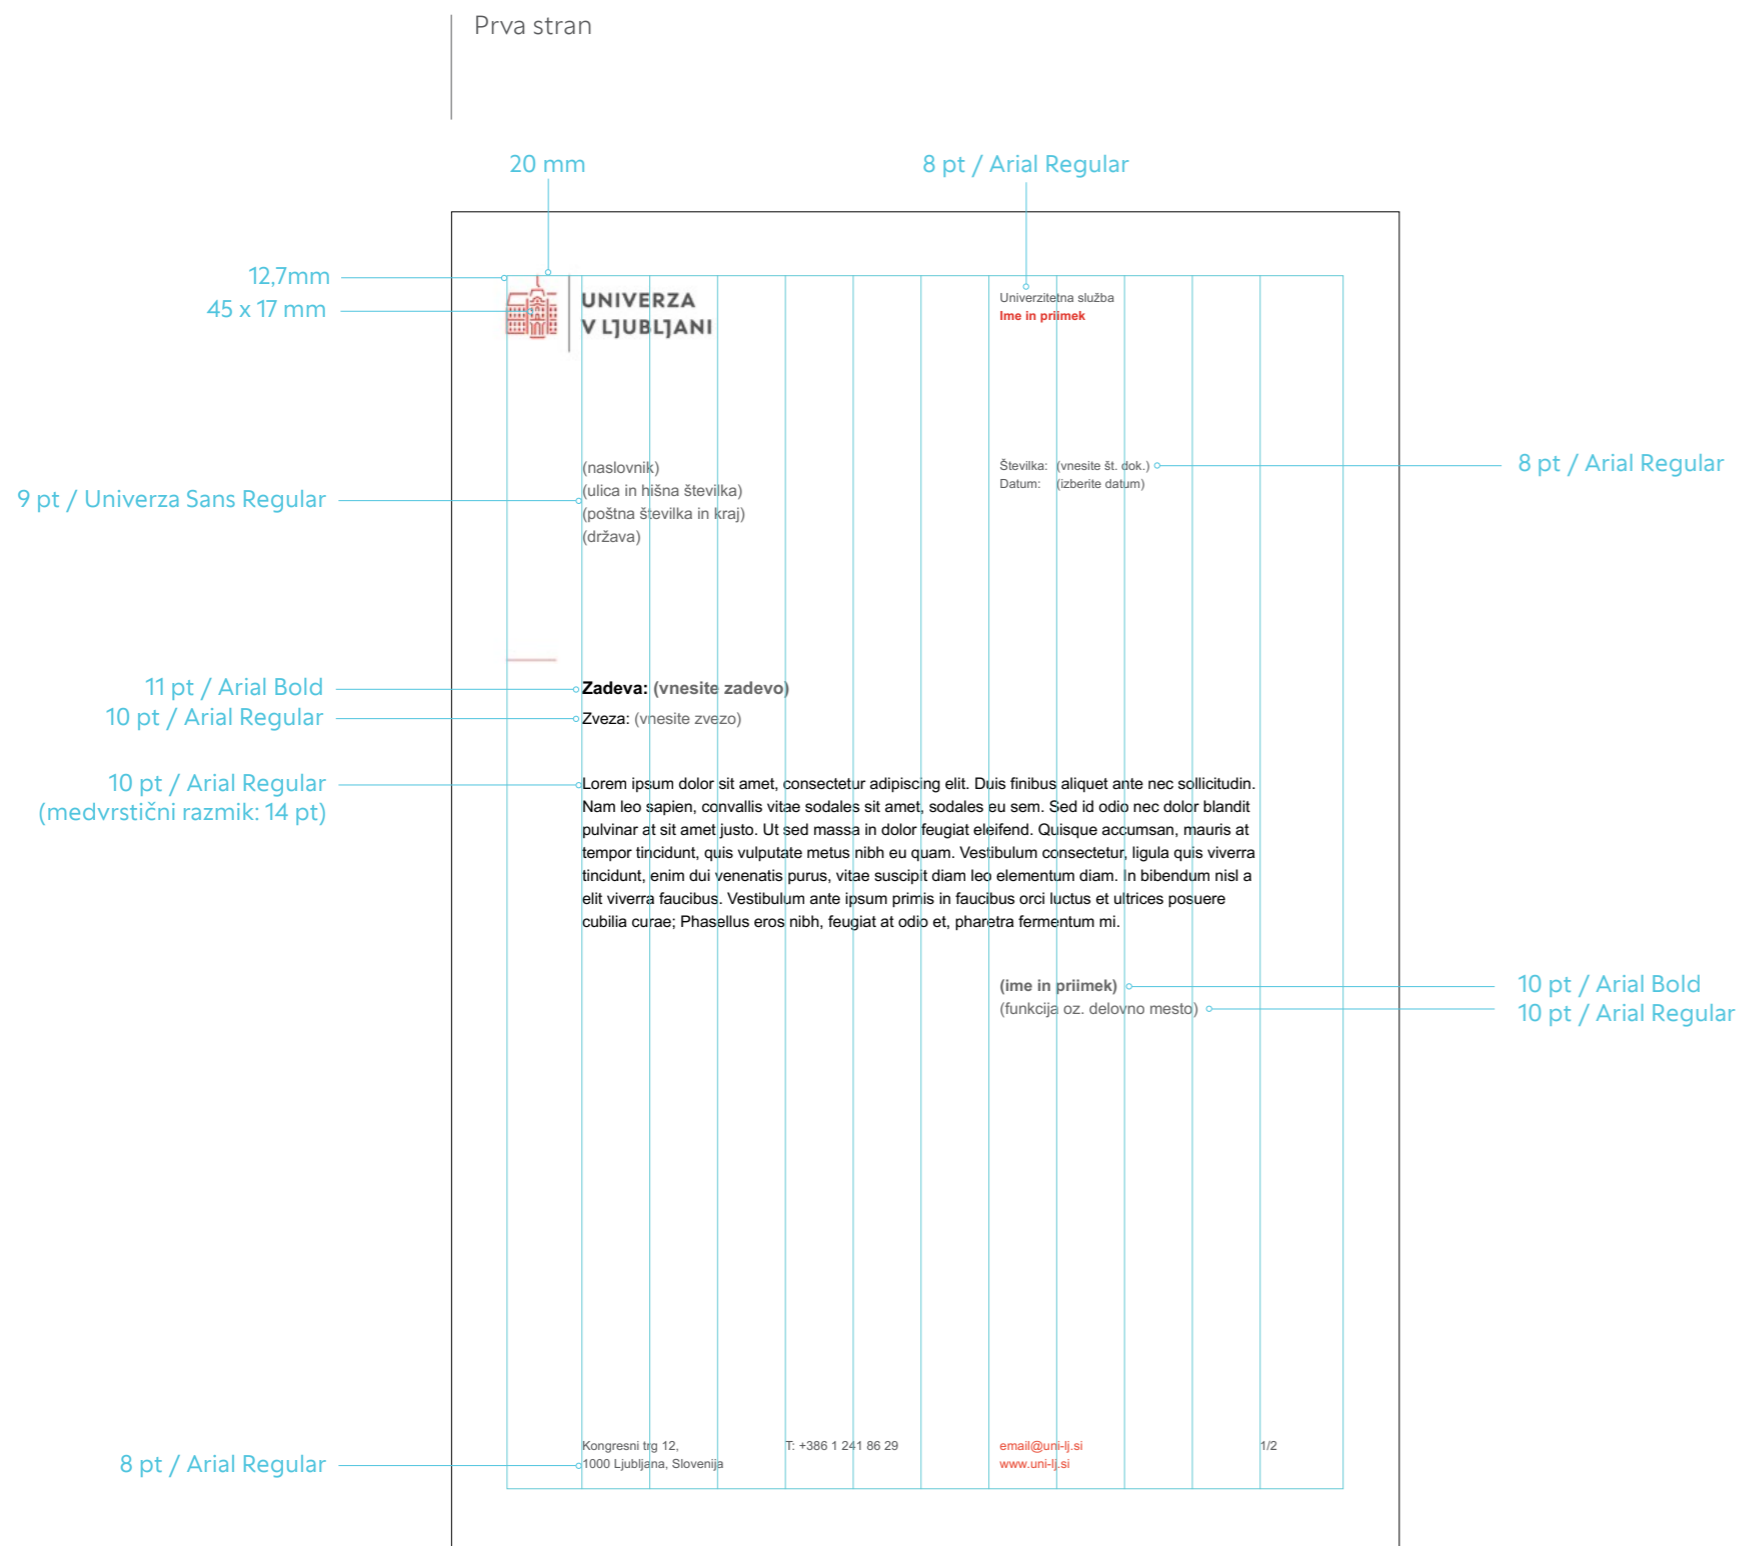 Prva stran
20 mm
8 pt / Arial Regular
12,7mm
45 x 17 mm
UNIVERZA
V LJUBLJANI
Univerzitetna služba
Ime in priimek
9 pt / Univerza Sans Regular
(naslovnik)
(ulica in hišna številka)
(poštna številka in kraj)
(država)
Številka: (vnesite št. dok.)
Datum: (izberite datum)
8 pt / Arial Regular
11 pt / Arial Bold
10 pt / Arial Regular
Zadeva: (vnesite zadevo)
Zveza: (vnesite zvezo)
10 pt / Arial Regular
(medvrstični razmik: 14 pt)
Lorem ipsum dolor sit amet, consectetur adipiscing elit. Duis finibus aliquet ante nec sollicitudin.
Nam leo sapien, convallis vitae sodales sit amet, sodales eu sem. Sed id odio nec dolor blandit
pulvinar at sit amet justo. Ut sed massa in dolor feugiat eleifend. Quisque accumsan, mauris at
tempor tincidunt, quis vulputate metus nibh eu quam. Vestibulum consectetur, ligula quis viverra
tincidunt, enim dui venenatis purus, vitae suscipit diam leo elementum diam. In bibendum nisl a
elit viverra faucibus. Vestibulum ante ipsum primis in faucibus orci luctus et ultrices posuere
cubilia curae; Phasellus eros nibh, feugiat at odio et, pharetra fermentum mi.
(ime in priimek)
(funkcija oz. delovno mesto)
10 pt / Arial Bold
10 pt / Arial Regular
8 pt / Arial Regular
Kongresni trg 12,
1000 Ljubljana, Slovenija
T: +386 1 241 86 29
email@uni-lj.si
www.uni-lj.si
1/2